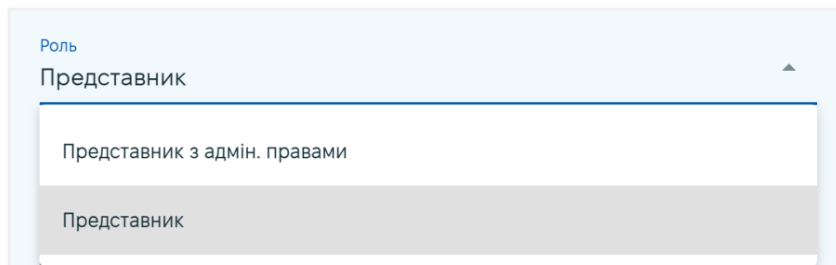 Роль
Представник
Представник з адмін. правами
Представник